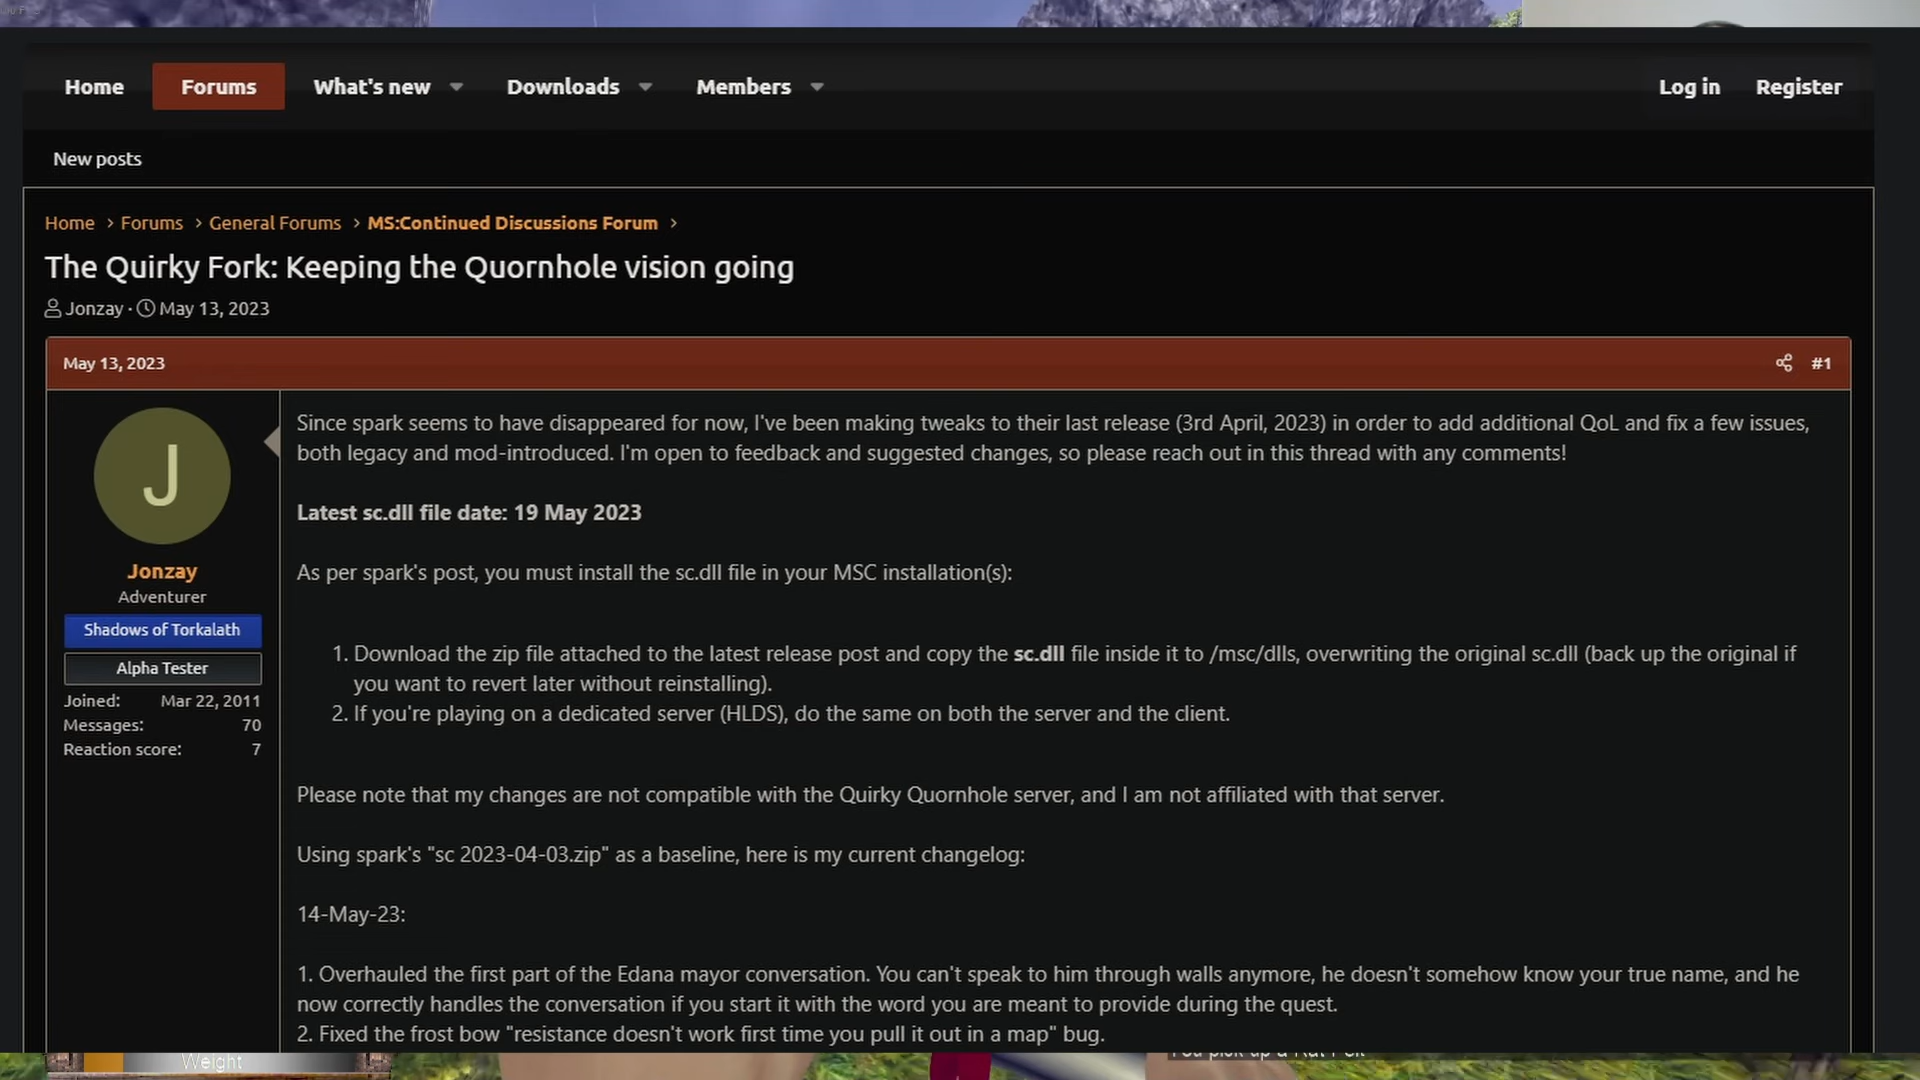 Home Forums What's new Downloads Members Log in Register
New posts
Home > Forums > General Forums > MS:Continued Discussions Forum >
The Quirky Fork: Keeping the Quornhole vision going
Jonzay · May 13, 2023
May 13, 2023 #1
J
Jonzay
Adventurer
Shadows of Torkalath
Alpha Tester
Joined: Mar 22, 2011
Messages: 70
Reaction score: 7
Since spark seems to have disappeared for now, I've been making tweaks to their last release (3rd April, 2023) in order to add additional QoL and fix a few issues,
both legacy and mod-introduced. I'm open to feedback and suggested changes, so please reach out in this thread with any comments!
Latest sc.dll file date: 19 May 2023
As per spark's post, you must install the sc.dll file in your MSC installation(s):
1. Download the zip file attached to the latest release post and copy the sc.dll file inside it to /msc/dlls, overwriting the original sc.dll (back up the original if
you want to revert later without reinstalling).
2. If you're playing on a dedicated server (HLDS), do the same on both the server and the client.
Please note that my changes are not compatible with the Quirky Quornhole server, and I am not affiliated with that server.
Using spark's "sc 2023-04-03.zip" as a baseline, here is my current changelog:
14-May-23:
1. Overhauled the first part of the Edana mayor conversation. You can't speak to him through walls anymore, he doesn't somehow know your true name, and he
now correctly handles the conversation if you start it with the word you are meant to provide during the quest.
2. Fixed the frost bow "resistance doesn't work first time you pull it out in a map" bug.
Weight
You pick up a Rat Pelt